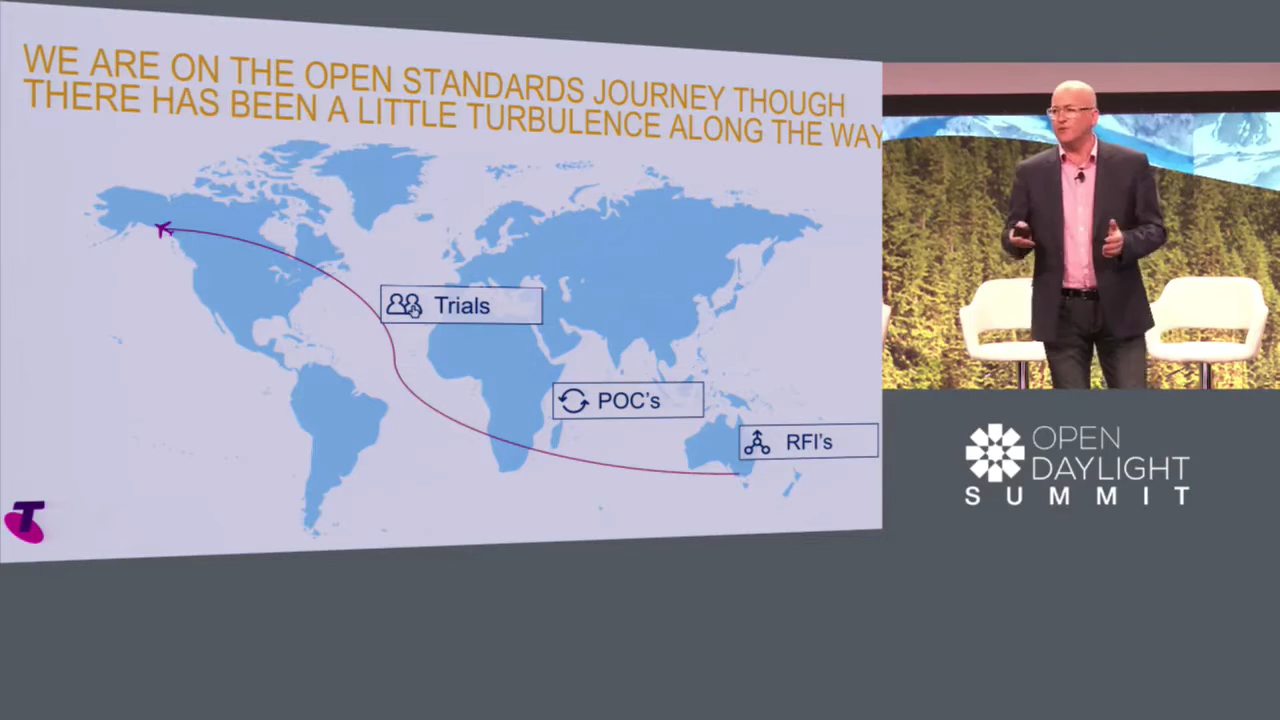 WE ARE ON THE OPEN STANDARDS JOURNEY THOUGH
THERE HAS BEEN A LITTLE TURBULENCE ALONG THE WAY
Trials
POC's
RFI's
T
OPEN
DAYLIGHT
SUMMIT